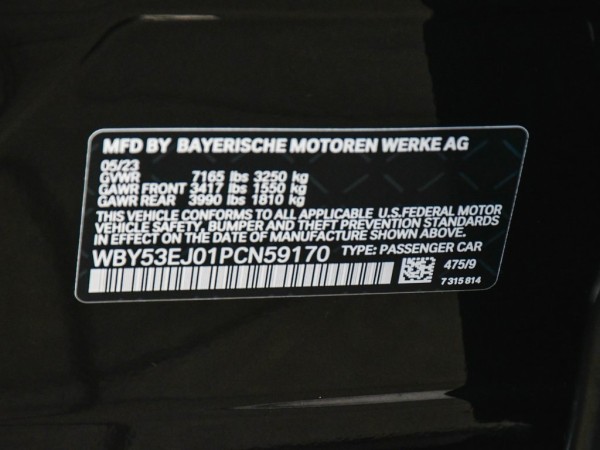 MFD BY BAYERISCHE MOTOREN WERKE AG
05/23
GVWR 7165 lbs 3250 kg
GAWR FRONT 3417 lbs 1550 kg
GAWR REAR 3990 lbs 1810 kg
THIS VEHICLE CONFORMS TO ALL APPLICABLE U.S.FEDERAL MOTOR
VEHICLE SAFETY, BUMPER AND THEFT PREVENTION STANDARDS
IN EFFECT ON THE DATE OF MANUFACTURE SHOWN ABOVE.
WBY53EJ01PCN59170 TYPE: PASSENGER CAR
475/9
7 315 814